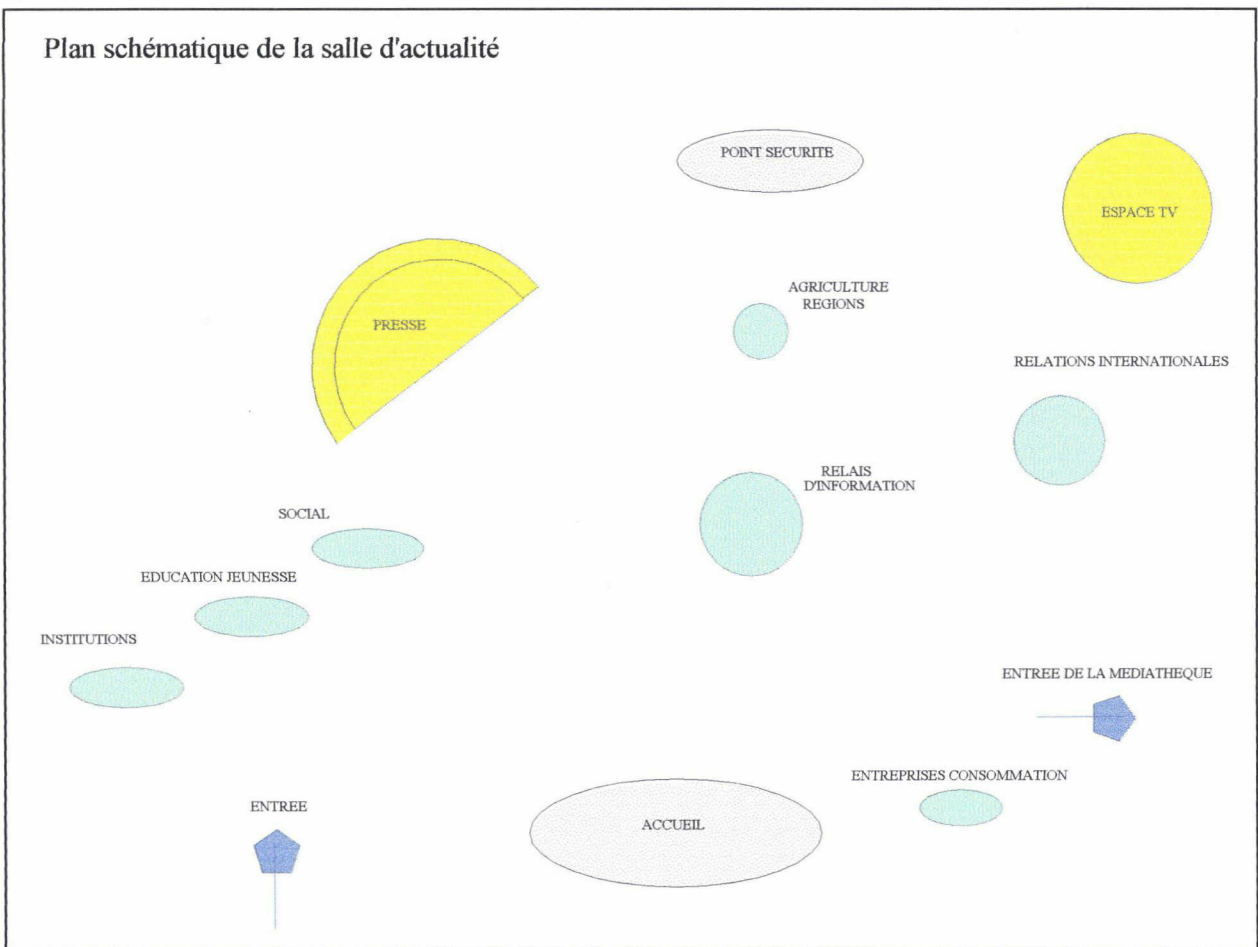 Plan schématique de la salle d'actualité
POINT SECURITE
ESPACE TV
AGRICULTURE
REGIONS
PRESSE
RELATIONS INTERNATIONALES
RELAIS
D'INFORMATION
SOCIAL
EDUCATION JEUNESSE
INSTITUTIONS
ENTREE DE LA MEDIATHEQUE
ENTREPRISES CONSOMMATION
ENTREE
ACCUEIL